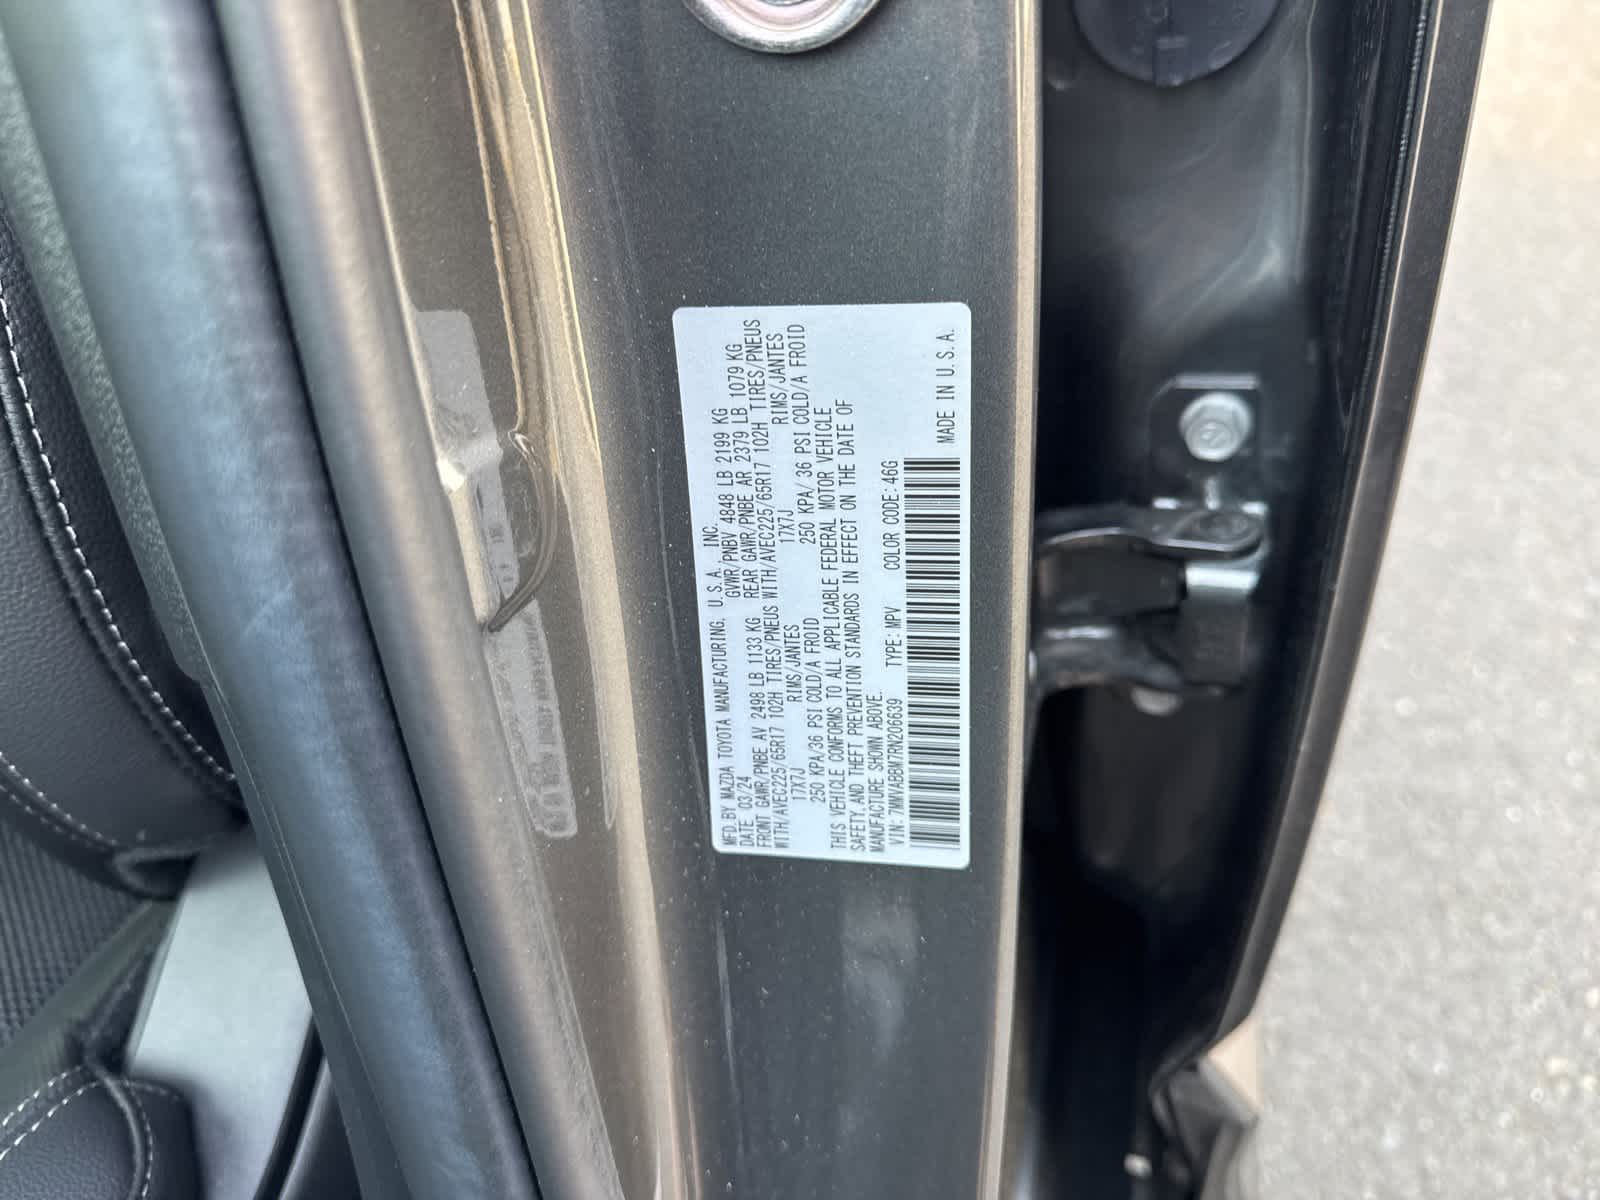 MFD.BY MAZDA TOYOTA MANUFACTURING, U.S.A., INC.
DATE 03/24 GVWR/PNBV 4848 LB 2199 KG
FRONT GAWR/PNBE AV 2498 LB 1133 KG REAR GAWR/PNBE AR 2379 LB 1079 KG
WITH/AVEC225/65R17 102H TIRES/PNEUS WITH/AVEC225/65R17 102H TIRES/PNEUS
17X7J RIMS/JANTES 17X7J RIMS/JANTES
250 KPA/36 PSI COLD/A FROID 250 KPA/ 36 PSI COLD/A FROID
THIS VEHICLE CONFORMS TO ALL APPLICABLE FEDERAL MOTOR VEHICLE
SAFETY, AND THEFT PREVENTION STANDARDS IN EFFECT ON THE DATE OF
MANUFACTURE SHOWN ABOVE.
VIN: 7MMVABBM7RN206639 TYPE: MPV COLOR CODE: 46G
MADE IN U.S.A.